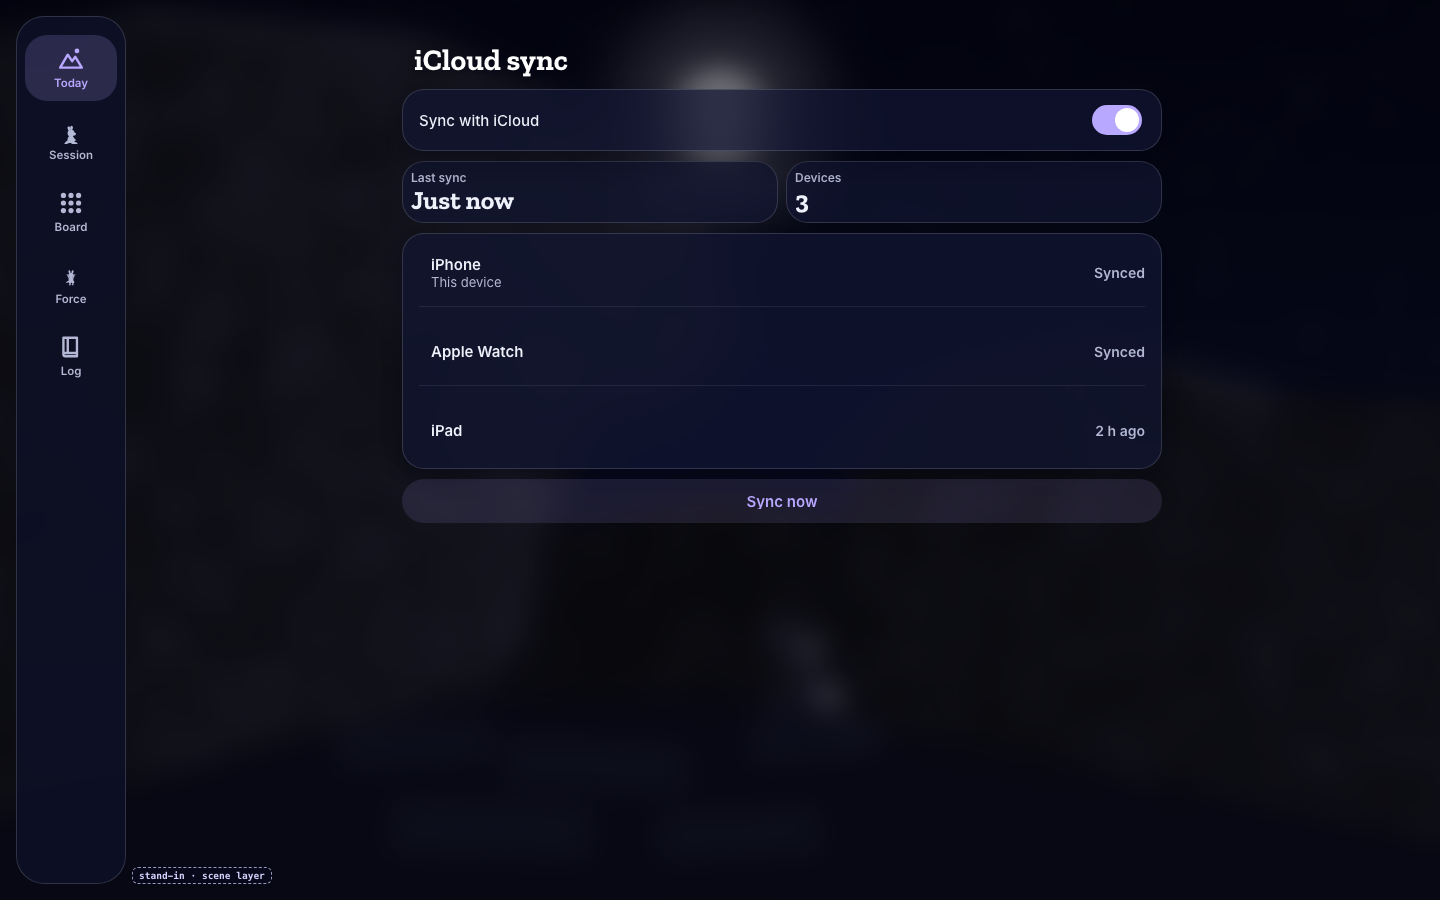 Today
Session
Board
Force
Log
iCloud sync
Sync with iCloud
Last sync
Just now
Devices
3
iPhone
This device
Synced
Apple Watch
Synced
iPad
2 h ago
Sync now
stand-in · scene layer